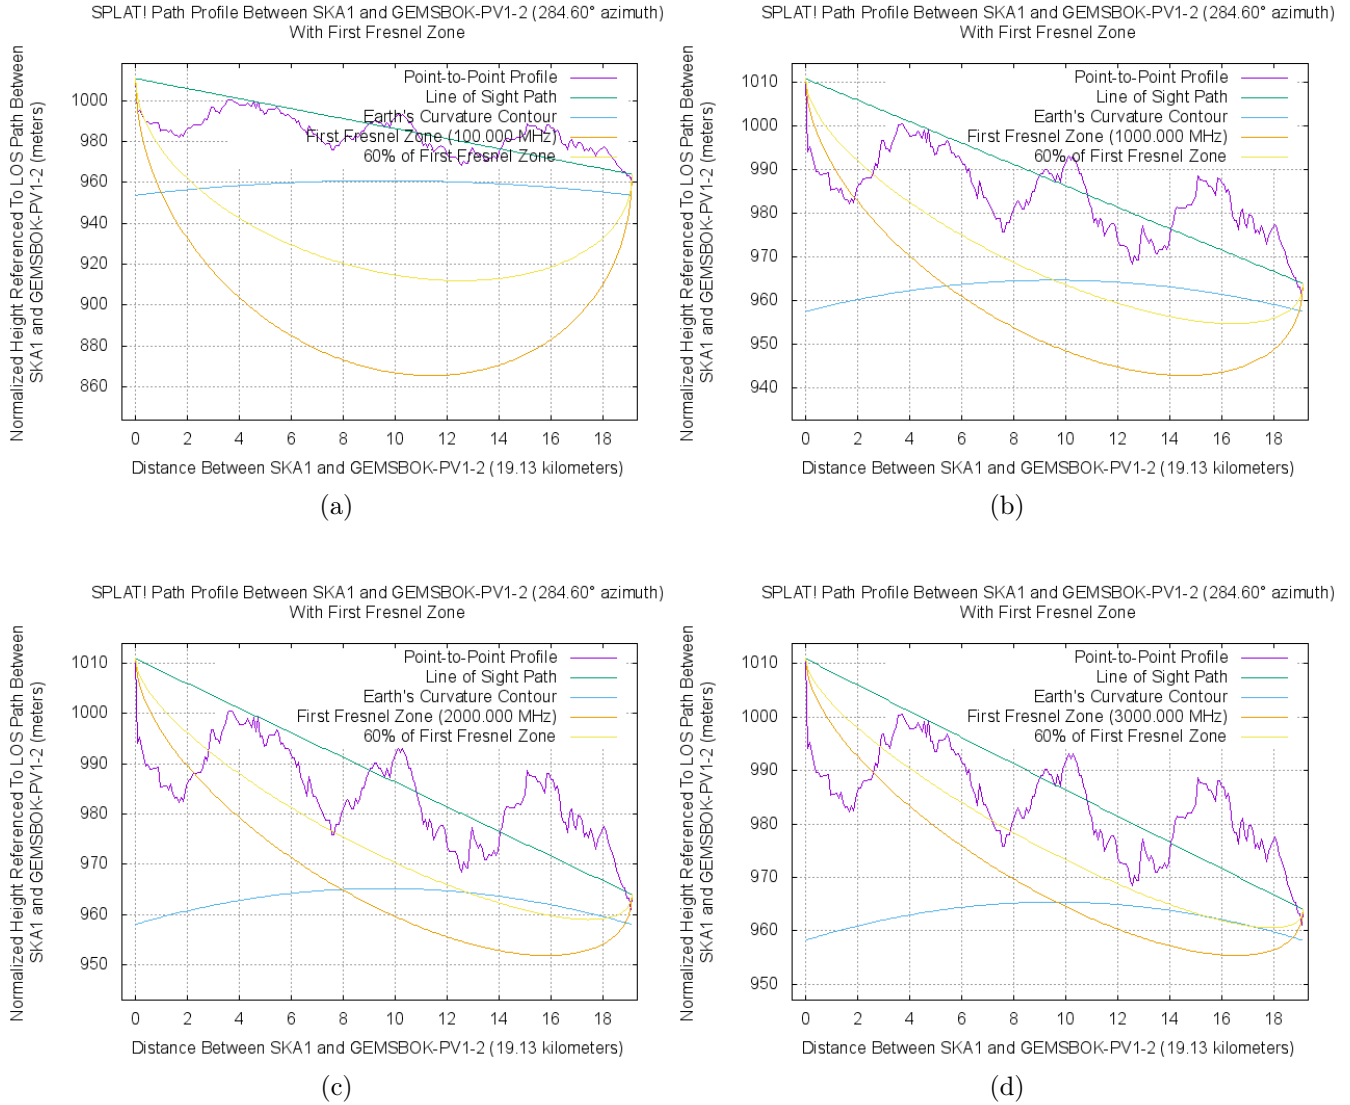 SPLAT! Path Profile Between SKA1 and GEMSBOK-PV1-2 (284.60° azimuth)
With First Fresnel Zone
Normalized Height Referenced To LOS Path Between
SKA1 and GEMSBOK-PV1-2 (meters)
Point-to-Point Profile
Line of Sight Path
Earth's Curvature Contour
First Fresnel Zone (100.000 MHz)
60% of First Fresnel Zone
1000
980
960
940
920
900
880
860
0 2 4 6 8 10 12 14 16 18
Distance Between SKA1 and GEMSBOK-PV1-2 (19.13 kilometers)
(a)
SPLAT! Path Profile Between SKA1 and GEMSBOK-PV1-2 (284.60° azimuth)
With First Fresnel Zone
Normalized Height Referenced To LOS Path Between
SKA1 and GEMSBOK-PV1-2 (meters)
Point-to-Point Profile
Line of Sight Path
Earth's Curvature Contour
First Fresnel Zone (1000.000 MHz)
60% of First Fresnel Zone
1010
1000
990
980
970
960
950
940
0 2 4 6 8 10 12 14 16 18
Distance Between SKA1 and GEMSBOK-PV1-2 (19.13 kilometers)
(b)
SPLAT! Path Profile Between SKA1 and GEMSBOK-PV1-2 (284.60° azimuth)
With First Fresnel Zone
Normalized Height Referenced To LOS Path Between
SKA1 and GEMSBOK-PV1-2 (meters)
Point-to-Point Profile
Line of Sight Path
Earth's Curvature Contour
First Fresnel Zone (2000.000 MHz)
60% of First Fresnel Zone
1010
1000
990
980
970
960
950
0 2 4 6 8 10 12 14 16 18
Distance Between SKA1 and GEMSBOK-PV1-2 (19.13 kilometers)
(c)
SPLAT! Path Profile Between SKA1 and GEMSBOK-PV1-2 (284.60° azimuth)
With First Fresnel Zone
Normalized Height Referenced To LOS Path Between
SKA1 and GEMSBOK-PV1-2 (meters)
Point-to-Point Profile
Line of Sight Path
Earth's Curvature Contour
First Fresnel Zone (3000.000 MHz)
60% of First Fresnel Zone
1010
1000
990
980
970
960
950
0 2 4 6 8 10 12 14 16 18
Distance Between SKA1 and GEMSBOK-PV1-2 (19.13 kilometers)
(d)